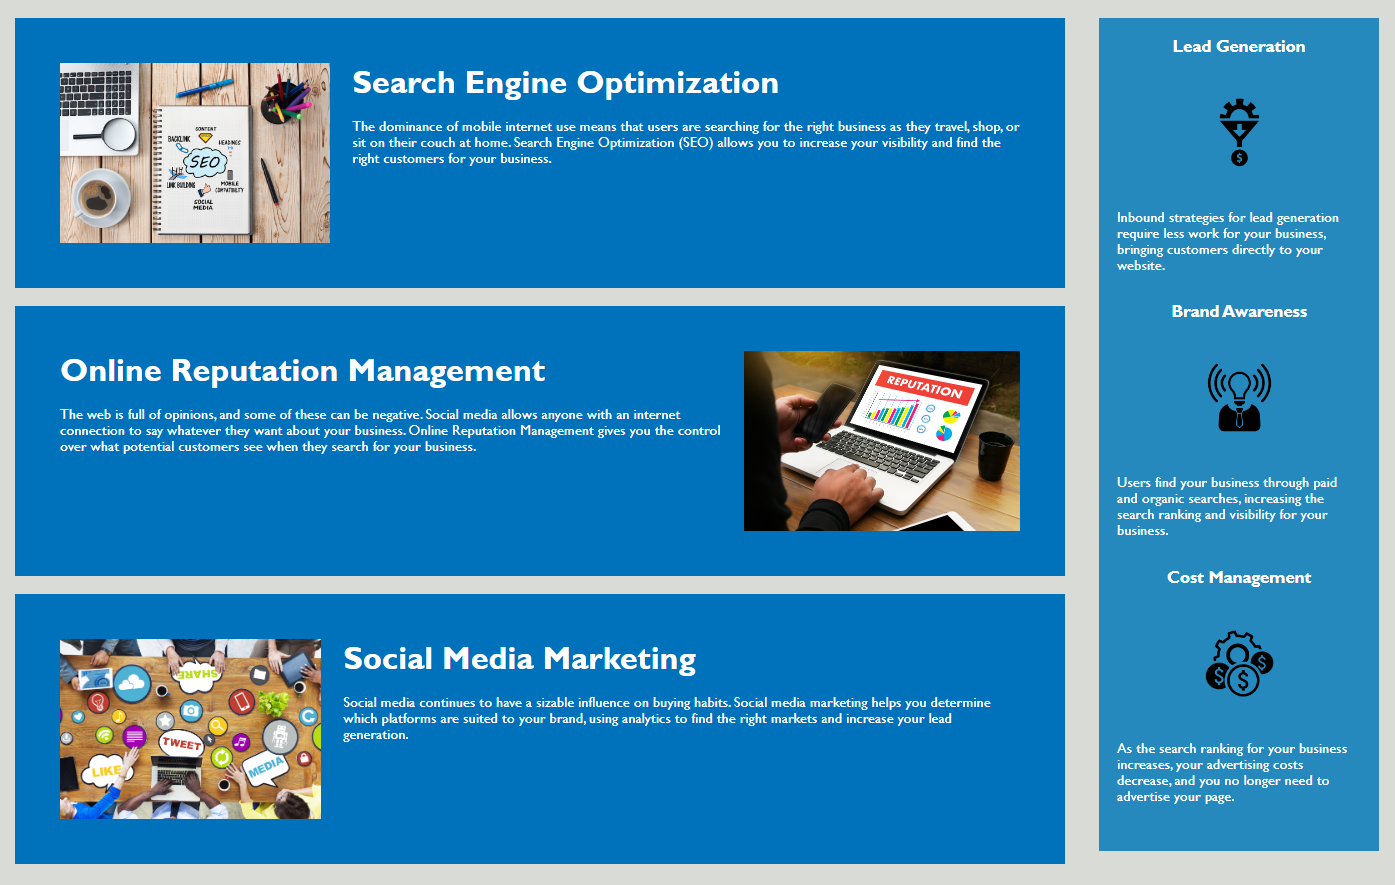 Search Engine Optimization
The dominance of mobile internet use means that users are searching for the right business as they travel, shop, or
sit on their couch at home. Search Engine Optimization (SEO) allows you to increase your visibility and find the
right customers for your business.
CONTENT
BACKLINK
HEADINGS
SEO
LINK BUILDING
MOBILE
COMPATIBILITY
SOCIAL
MEDIA
Online Reputation Management
The web is full of opinions, and some of these can be negative. Social media allows anyone with an internet
connection to say whatever they want about your business. Online Reputation Management gives you the control
over what potential customers see when they search for your business.
REPUTATION
Social Media Marketing
Social media continues to have a sizable influence on buying habits. Social media marketing helps you determine
which platforms are suited to your brand, using analytics to find the right markets and increase your lead
generation.
SHARE
TWEET
LIKE
MEDIA
Lead Generation
$
Inbound strategies for lead generation
require less work for your business,
bringing customers directly to your
website.
Brand Awareness
Users find your business through paid
and organic searches, increasing the
search ranking and visibility for your
business.
Cost Management
$ $ $
As the search ranking for your business
increases, your advertising costs
decrease, and you no longer need to
advertise your page.